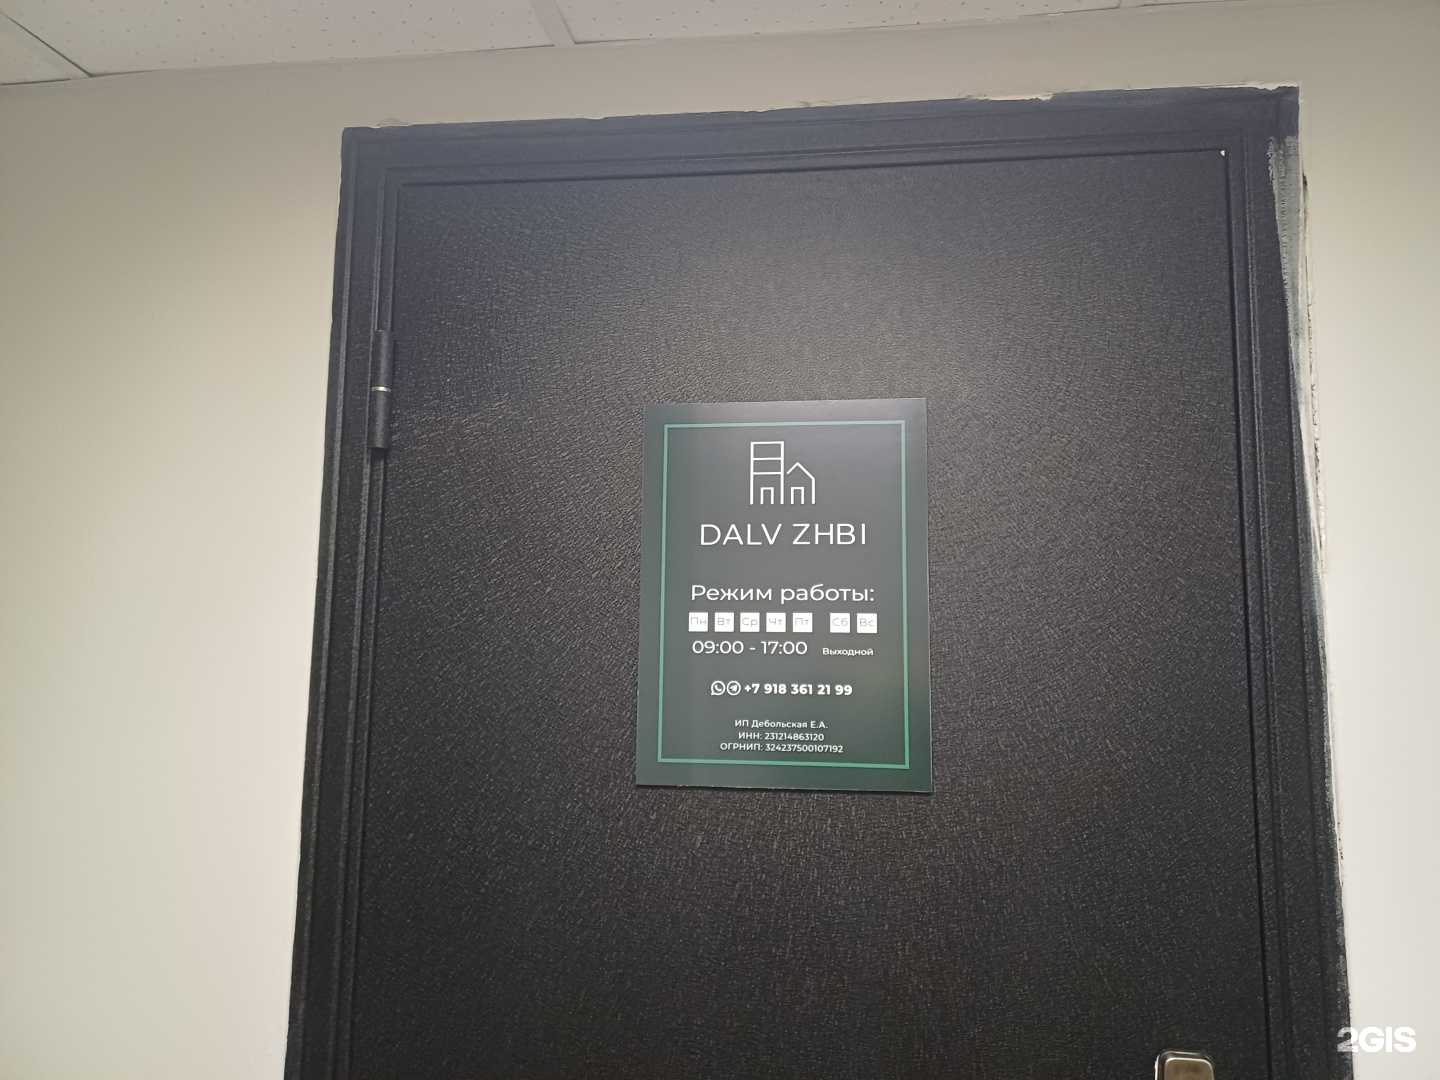 DALV ZHBI
Режим работы:
Пн Вт Ср Чт Пт Сб Вс
09:00 - 17:00 Выходной
+7 918 361 21 99
ИП Дебольская Е.А.
ИНН: 231214863120
ОГРНИП: 324237500107192
2GIS